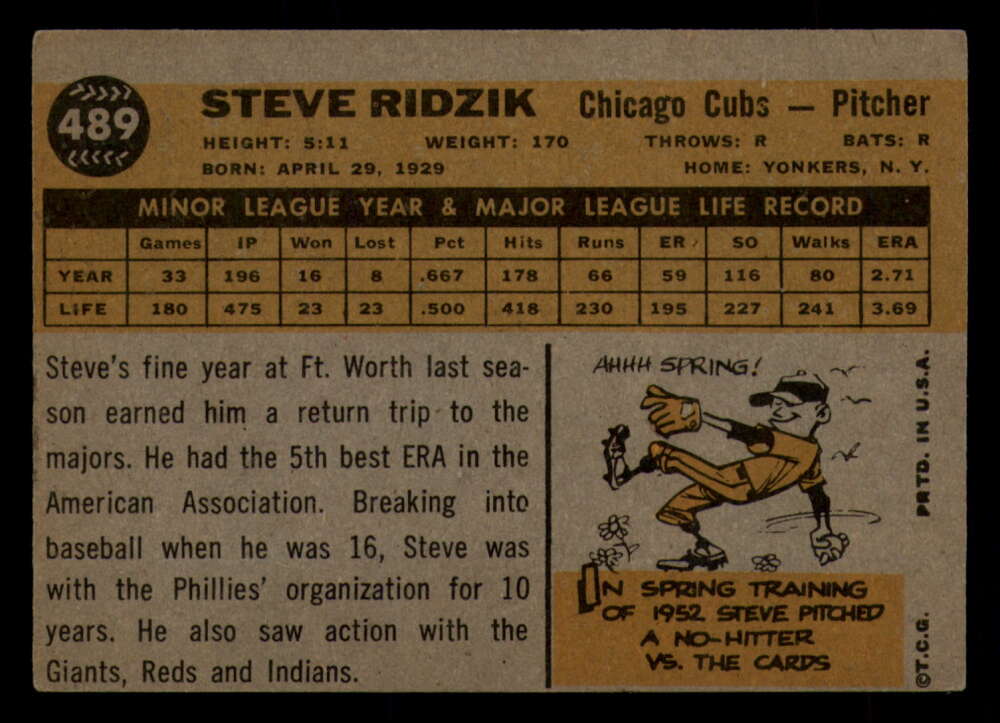 489
STEVE RIDZIK Chicago Cubs — Pitcher
HEIGHT: 5:11 WEIGHT: 170 THROWS: R BATS: R
BORN: APRIL 29, 1929 HOME: YONKERS, N. Y.
MINOR LEAGUE YEAR & MAJOR LEAGUE LIFE RECORD
Games IP Won Lost Pct Hits Runs ER SO Walks ERA
YEAR 33 196 16 8 .667 178 66 59 116 80 2.71
LIFE 180 475 23 23 .500 418 230 195 227 241 3.69
Steve's fine year at Ft. Worth last sea-
son earned him a return trip to the
majors. He had the 5th best ERA in the
American Association. Breaking into
baseball when he was 16, Steve was
with the Phillies' organization for 10
years. He also saw action with the
Giants, Reds and Indians.
AHHH SPRING!
IN SPRING TRAINING
OF 1952 STEVE PITCHED
A NO-HITTER
VS. THE CARDS
©T.C.G. PRTD. IN U.S.A.